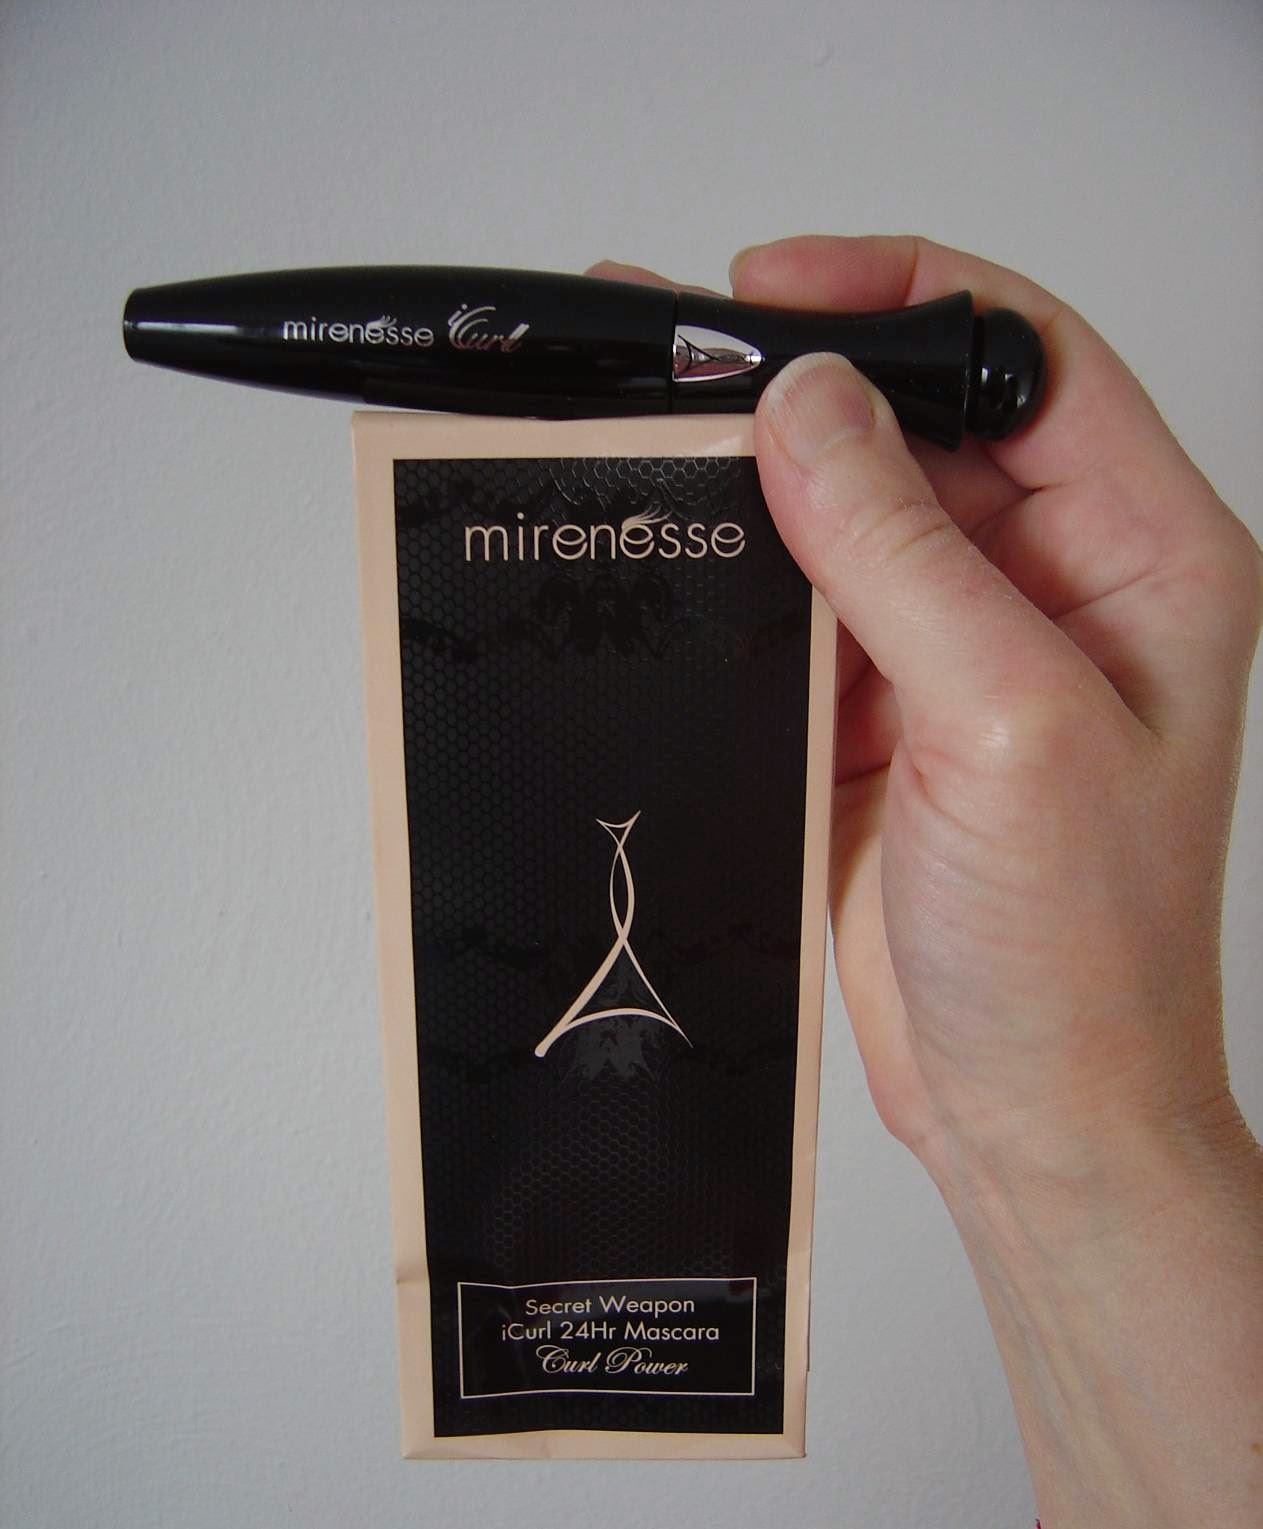 mirenesse iCurl
mirenesse
Secret Weapon
iCurl 24Hr Mascara
Curl Power